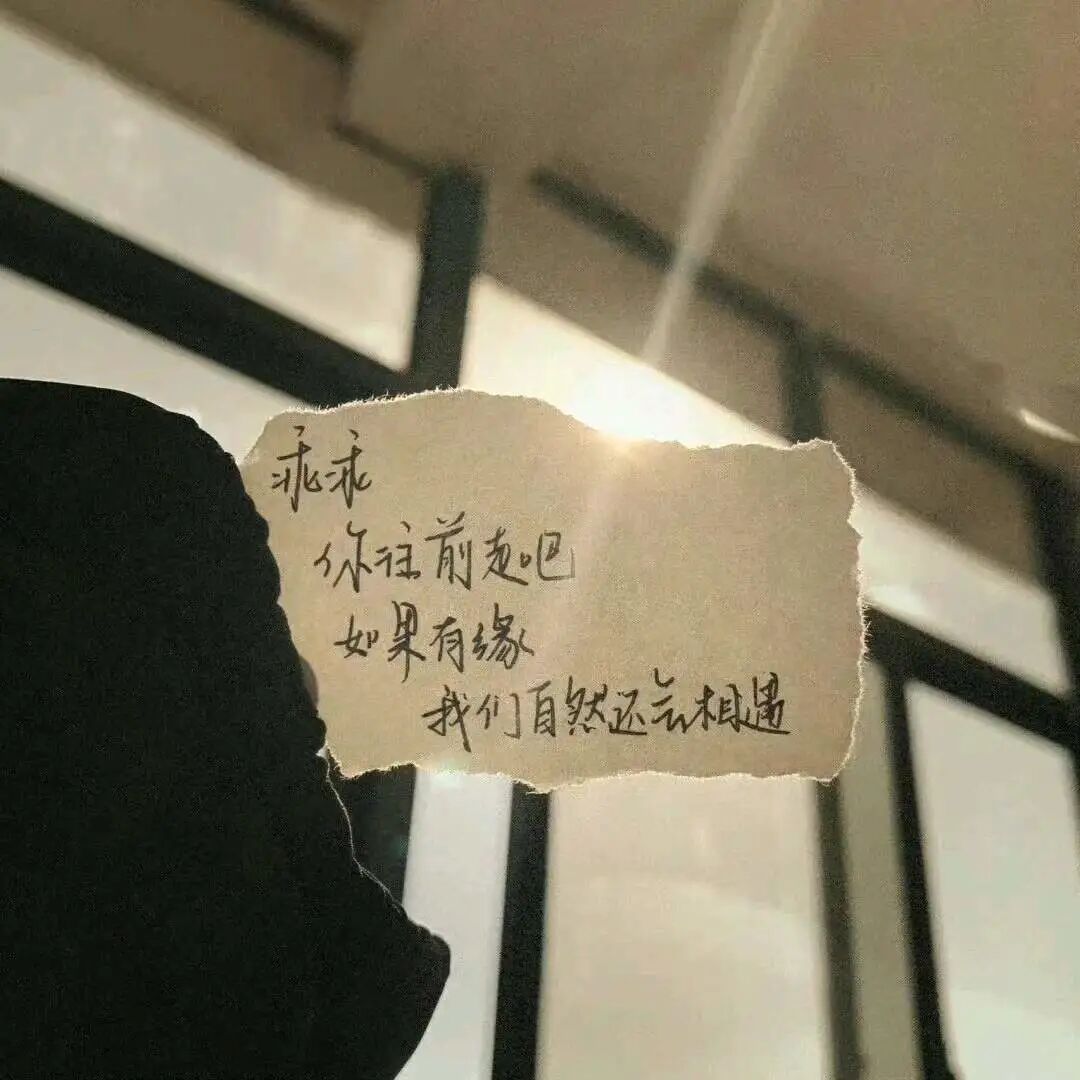 乖乖
你往前走吧
如果有缘
我们自然还会相遇